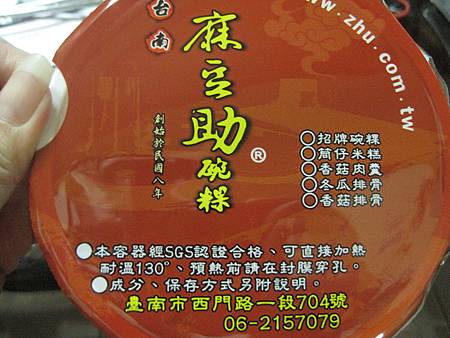 台南
www.zhu.com.tw
麻豆助碗粿®
創始於民國八年
○招牌碗粿
○筒仔米糕
○香菇肉羹
○冬瓜排骨
○香菇排骨
●本容器經SGS認證合格、可直接加熱
耐溫130°、預熱前請在封膜穿孔。
●成分、保存方式另附說明。
臺南市西門路一段704號
06-2157079